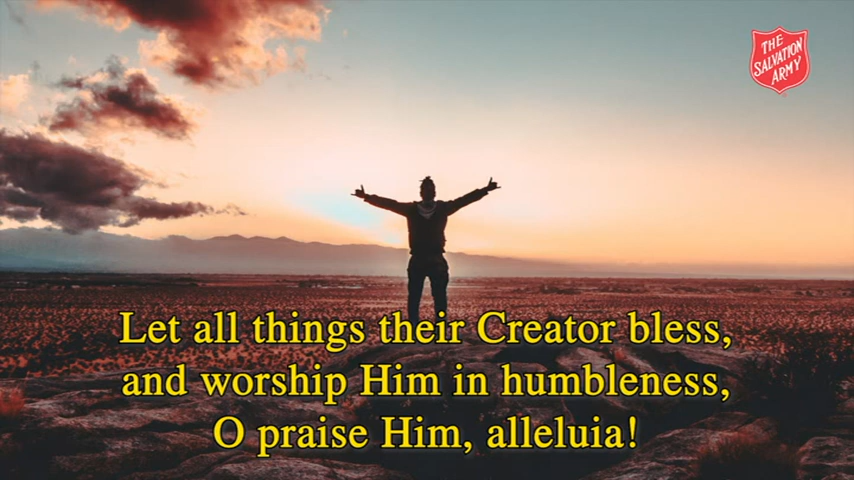 THE
SALVATION
ARMY
Let all things their Creator bless,
and worship Him in humbleness,
O praise Him, alleluia!